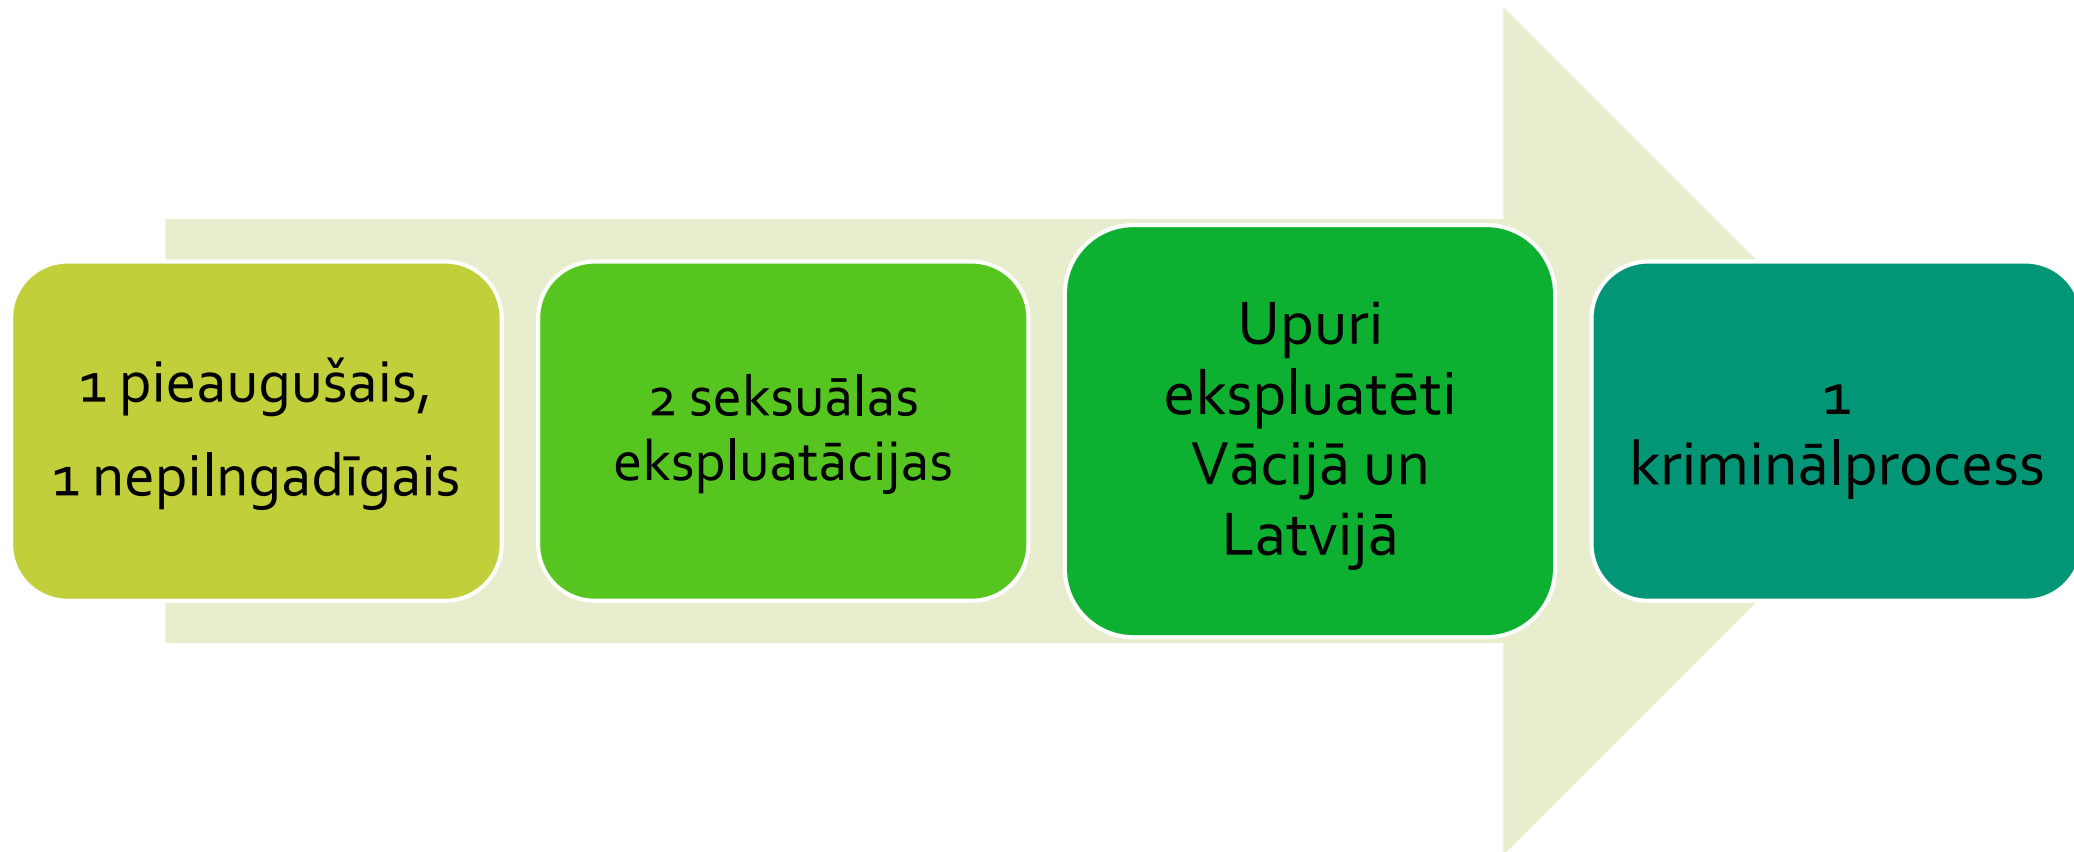 1 pieaugušais,
1 nepilngadīgais
2 seksuālas
ekspluatācijas
Upuri
ekspluatēti
Vācijā un
Latvijā
1
kriminālprocess